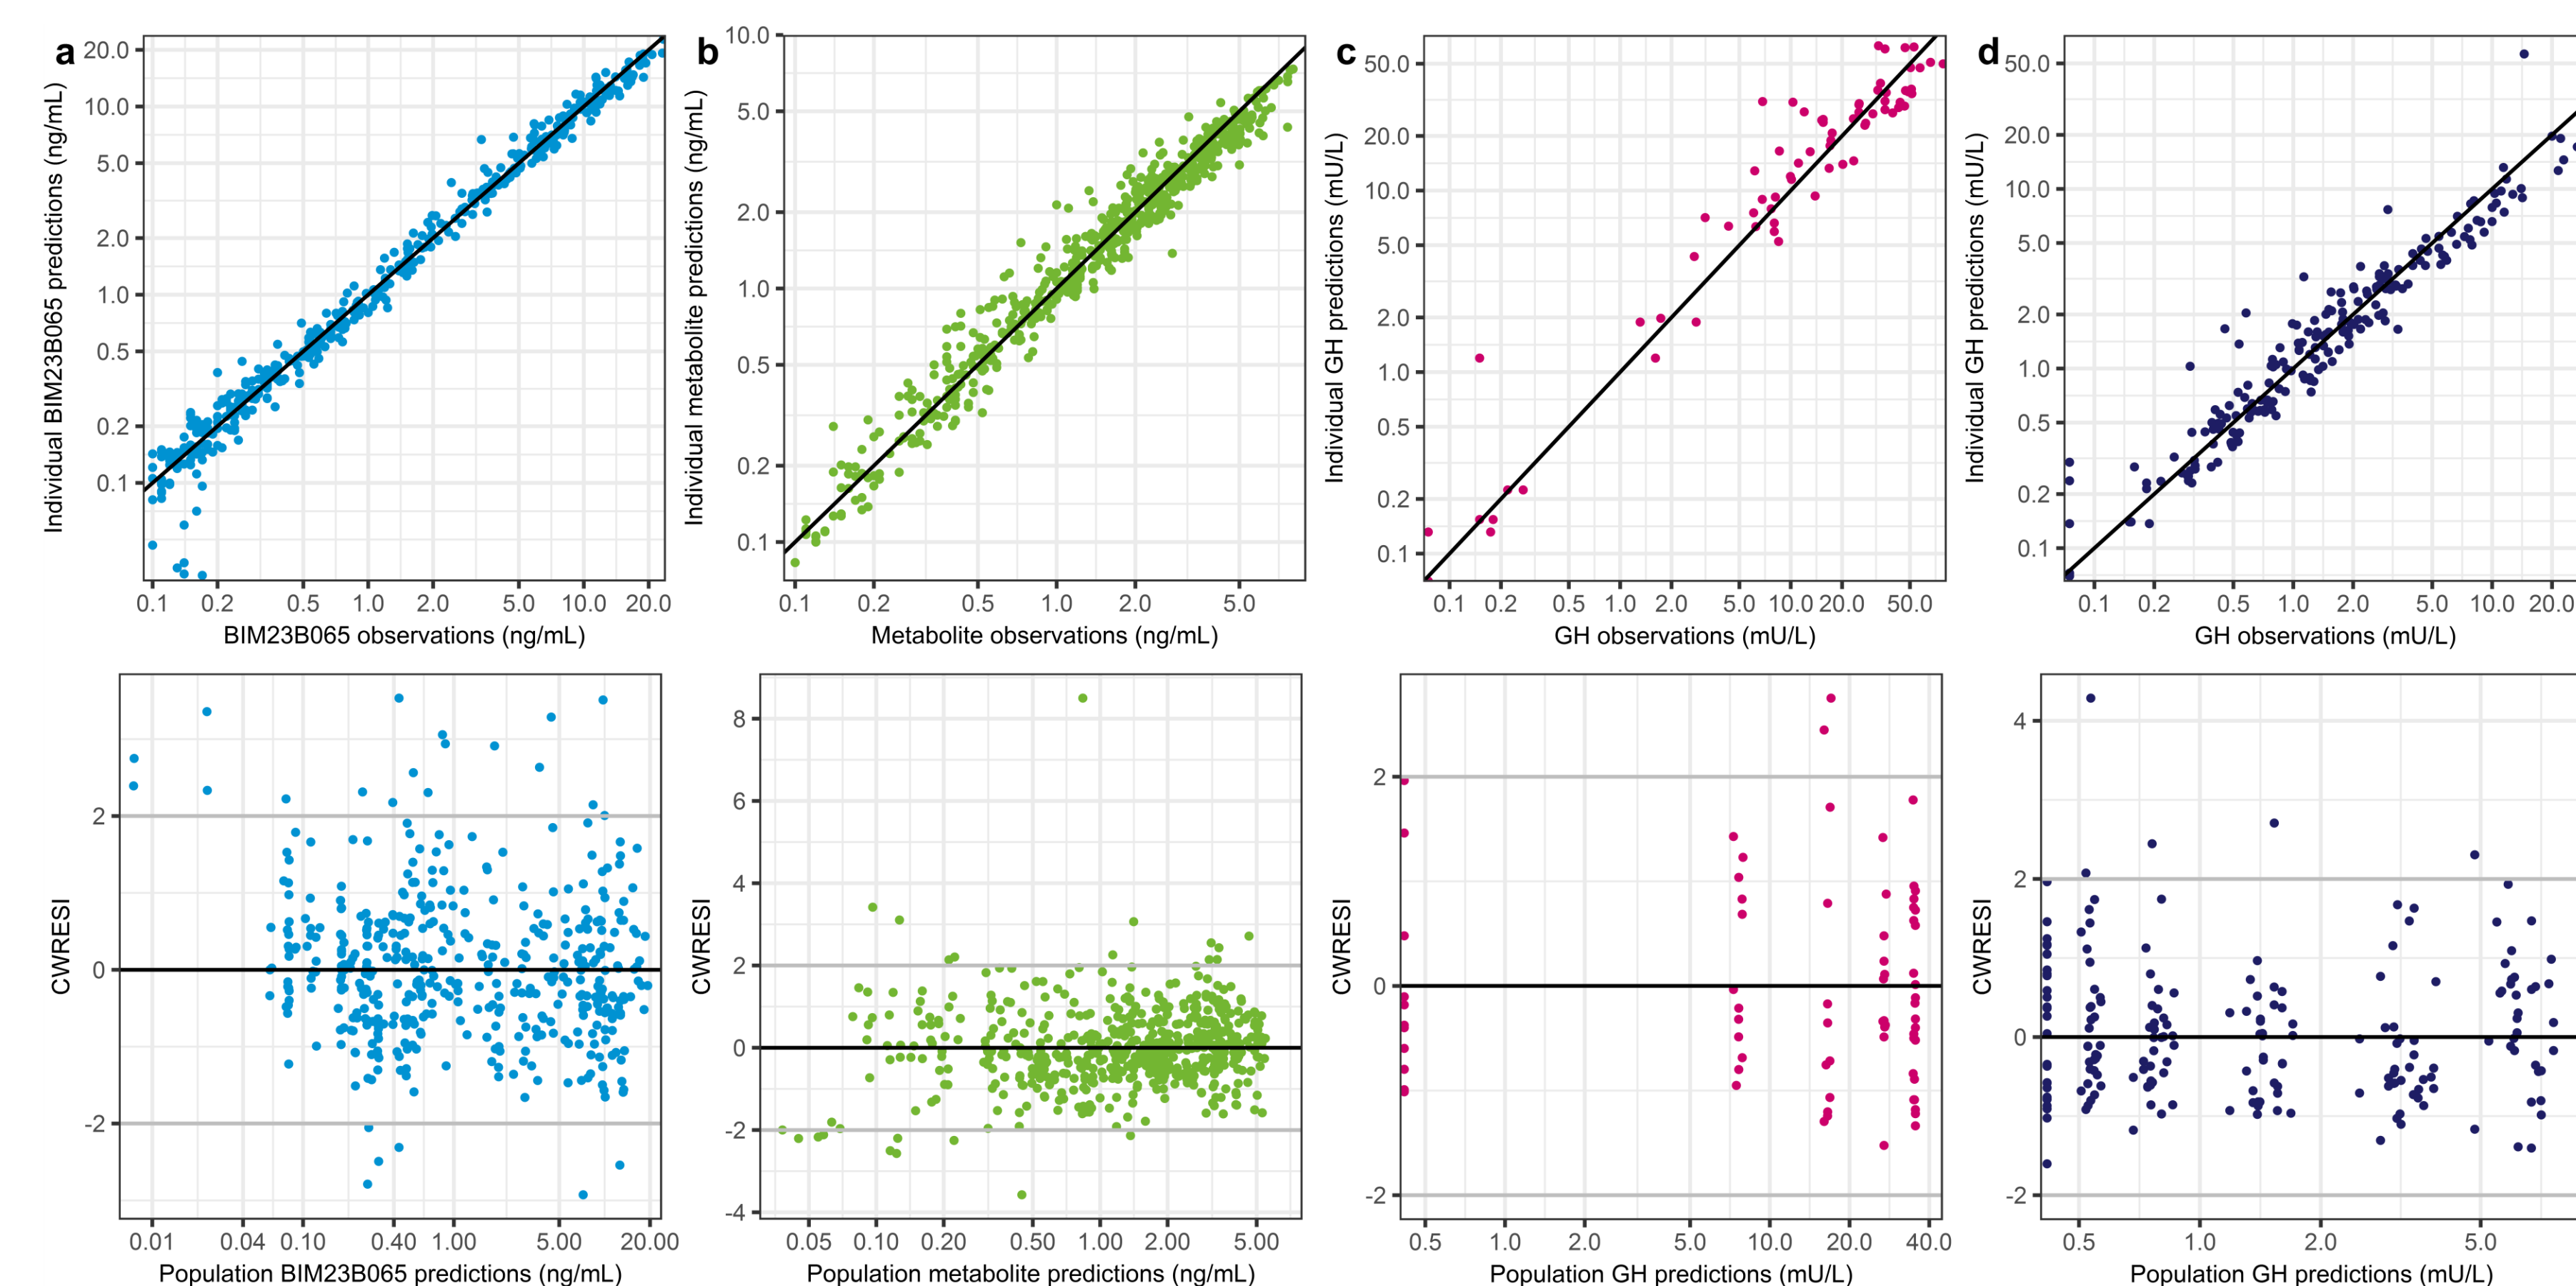 a
Individual BIM23B065 predictions (ng/mL)
20.0
10.0
5.0
2.0
1.0
0.5
0.2
0.1
0.1 0.2 0.5 1.0 2.0 5.0 10.0 20.0
BIM23B065 observations (ng/mL)
b
Individual metabolite predictions (ng/mL)
10.0
5.0
2.0
1.0
0.5
0.2
0.1
0.1 0.2 0.5 1.0 2.0 5.0
Metabolite observations (ng/mL)
c
Individual GH predictions (mU/L)
50.0
20.0
10.0
5.0
2.0
1.0
0.5
0.2
0.1
0.1 0.2 0.5 1.0 2.0 5.0 10.0 20.0 50.0
GH observations (mU/L)
d
Individual GH predictions (mU/L)
50.0
20.0
10.0
5.0
2.0
1.0
0.5
0.2
0.1
0.1 0.2 0.5 1.0 2.0 5.0 10.0 20.0
GH observations (mU/L)
CWRESI
2
0
-2
0.01 0.04 0.10 0.40 1.00 5.00 20.00
Population BIM23B065 predictions (ng/mL)
CWRESI
8
6
4
2
0
-2
-4
0.05 0.10 0.20 0.50 1.00 2.00 5.00
Population metabolite predictions (ng/mL)
CWRESI
2
0
-2
0.5 1.0 2.0 5.0 10.0 20.0 40.0
Population GH predictions (mU/L)
CWRESI
4
2
0
-2
0.5 1.0 2.0 5.0
Population GH predictions (mU/L)